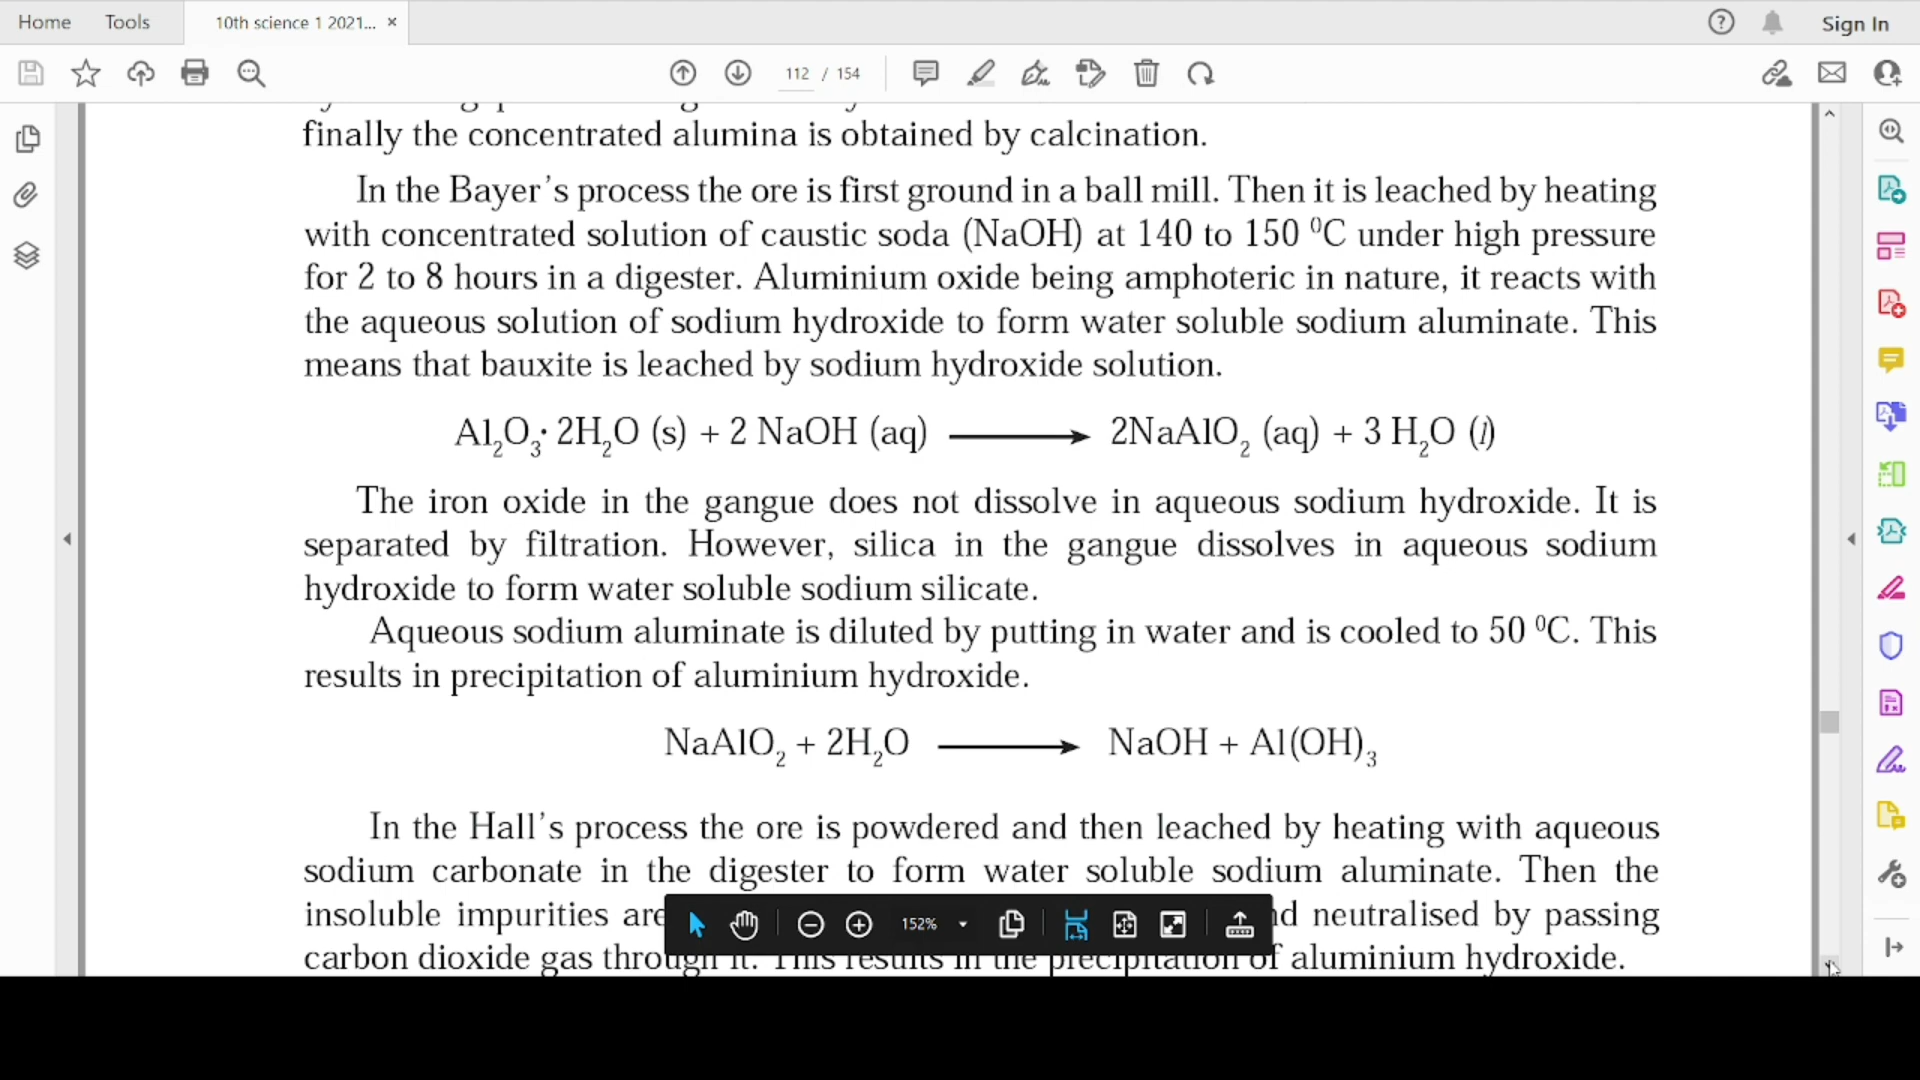 Home Tools 10th science 1 2021... × Sign In
112 / 154
finally the concentrated alumina is obtained by calcination.
In the Bayer's process the ore is first ground in a ball mill. Then it is leached by heating
with concentrated solution of caustic soda (NaOH) at 140 to 150 ⁰C under high pressure
for 2 to 8 hours in a digester. Aluminium oxide being amphoteric in nature, it reacts with
the aqueous solution of sodium hydroxide to form water soluble sodium aluminate. This
means that bauxite is leached by sodium hydroxide solution.
Al₂O₃· 2H₂O (s) + 2 NaOH (aq) ⟶ 2NaAlO₂ (aq) + 3 H₂O (l)
The iron oxide in the gangue does not dissolve in aqueous sodium hydroxide. It is
separated by filtration. However, silica in the gangue dissolves in aqueous sodium
hydroxide to form water soluble sodium silicate.
Aqueous sodium aluminate is diluted by putting in water and is cooled to 50 ⁰C. This
results in precipitation of aluminium hydroxide.
NaAlO₂ + 2H₂O ⟶ NaOH + Al(OH)₃
In the Hall's process the ore is powdered and then leached by heating with aqueous
sodium carbonate in the digester to form water soluble sodium aluminate. Then the
insoluble impurities are neutralised by passing
152%
carbon dioxide gas through it. This results in the precipitation of aluminium hydroxide.